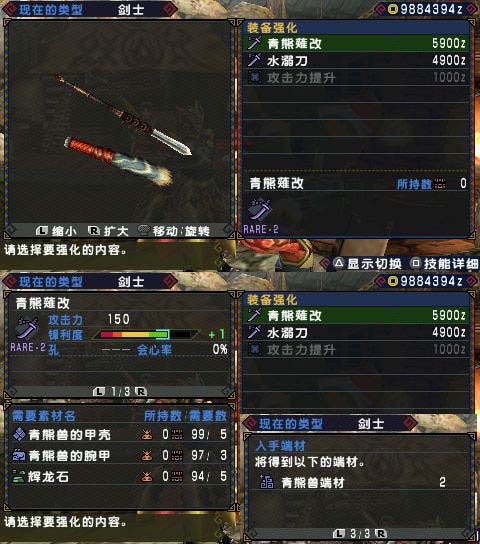 现在的类型 剑士
9884394z
装备强化
青熊薙改 5900z
水溺刀 4900z
攻击力提升 1000z
青熊薙改 所持数 0
RARE-2
L 缩小 R 扩大 移动/旋转
请选择要强化的内容。
△显示切换 □技能详细
现在的类型 剑士
9884394z
青熊薙改
攻击力 150
RARE-2
锋利度 +1
孔 --- 会心率 0%
L 1/3 R
需要素材名 所持数/需要数
青熊兽的甲壳 0 99/ 5
青熊兽的腕甲 0 97/ 3
辉龙石 0 94/ 5
请选择要强化的内容。
装备强化
青熊薙改 5900z
水溺刀 4900z
攻击力提升 1000z
现在的类型 剑士
入手端材
将得到以下的端材。
青熊兽端材 2
L 3/3 R